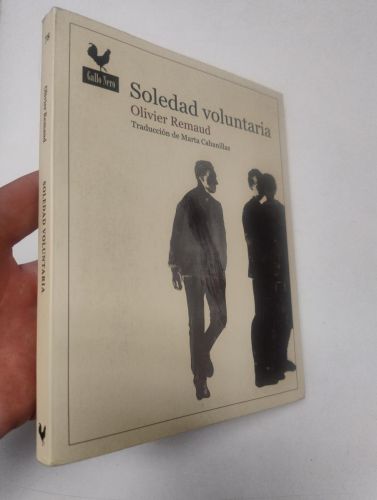 Gallo Nero
Soledad voluntaria
Olivier Remaud
Traducción de Marta Cabanillas
Olivier Remaud
SOLEDAD VOLUNTARIA